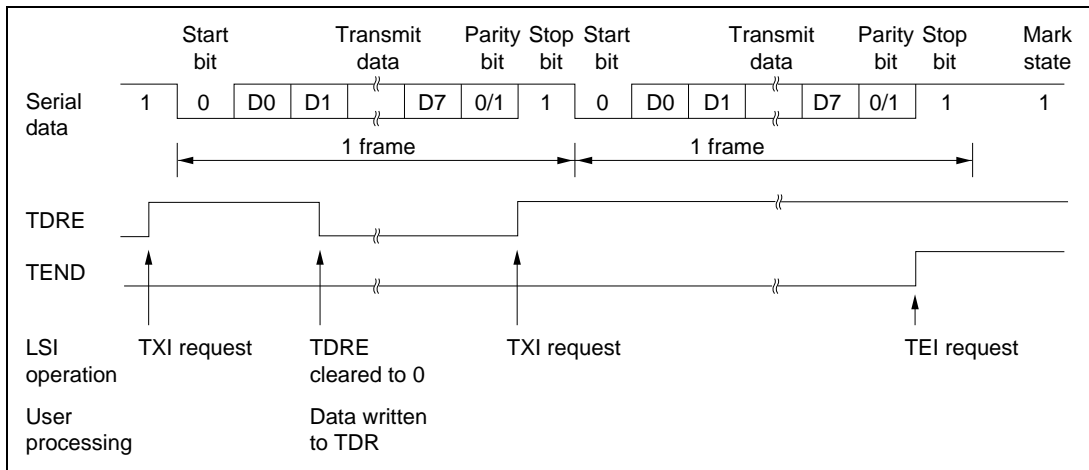 Start bit Transmit data Parity bit Stop bit Start bit Transmit data Parity bit Stop bit Mark state
Serial data 1 0 D0 D1 D7 0/1 1 0 D0 D1 D7 0/1 1 1
1 frame 1 frame
TDRE
TEND
LSI operation TXI request TDRE cleared to 0 TXI request TEI request
User processing Data written to TDR